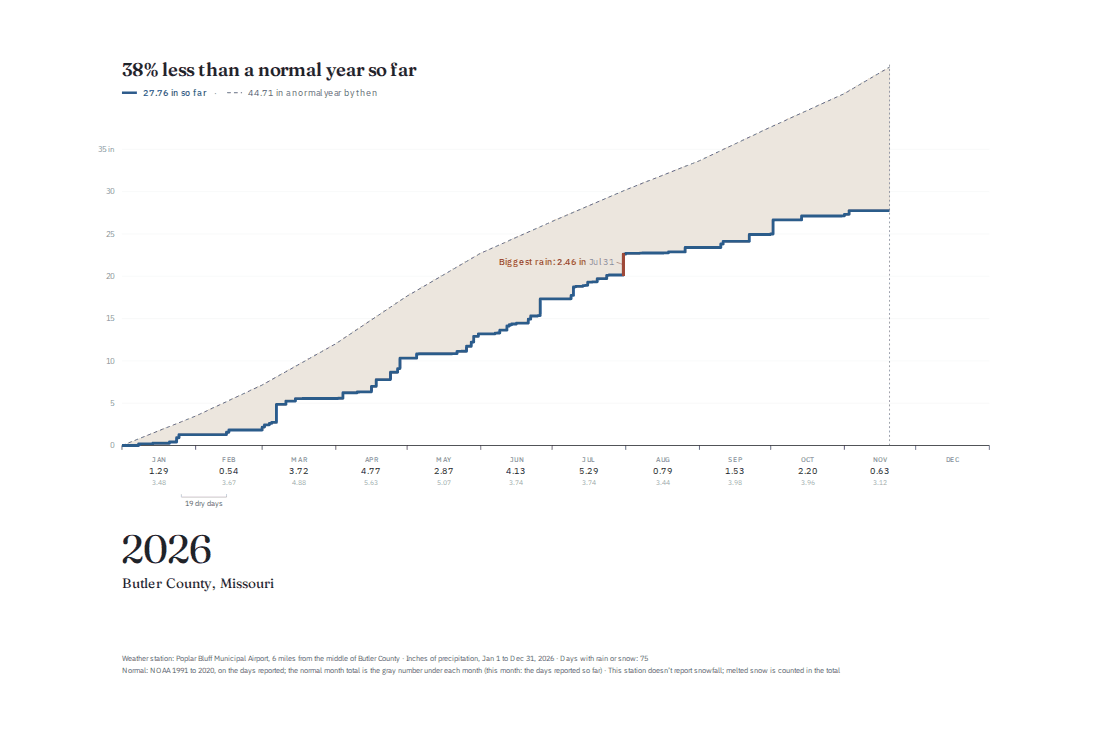 38% less than a normal year so far
27.76 in so far · 44.71 in a normal year by then
35 in
30
25
20
15
10
5
0
Biggest rain: 2.46 in Jul 31
JAN FEB MAR APR MAY JUN JUL AUG SEP OCT NOV DEC
1.29 0.54 3.72 4.77 2.87 4.13 5.29 0.79 1.53 2.20 0.63
3.48 3.67 4.88 5.63 5.07 3.74 3.74 3.44 3.98 3.96 3.12
19 dry days
2026
Butler County, Missouri
Weather station: Poplar Bluff Municipal Airport, 6 miles from the middle of Butler County · Inches of precipitation, Jan 1 to Dec 31, 2026 · Days with rain or snow: 75
Normal: NOAA 1991 to 2020, on the days reported; the normal month total is the gray number under each month (this month: the days reported so far) · This station doesn't report snowfall; melted snow is counted in the total